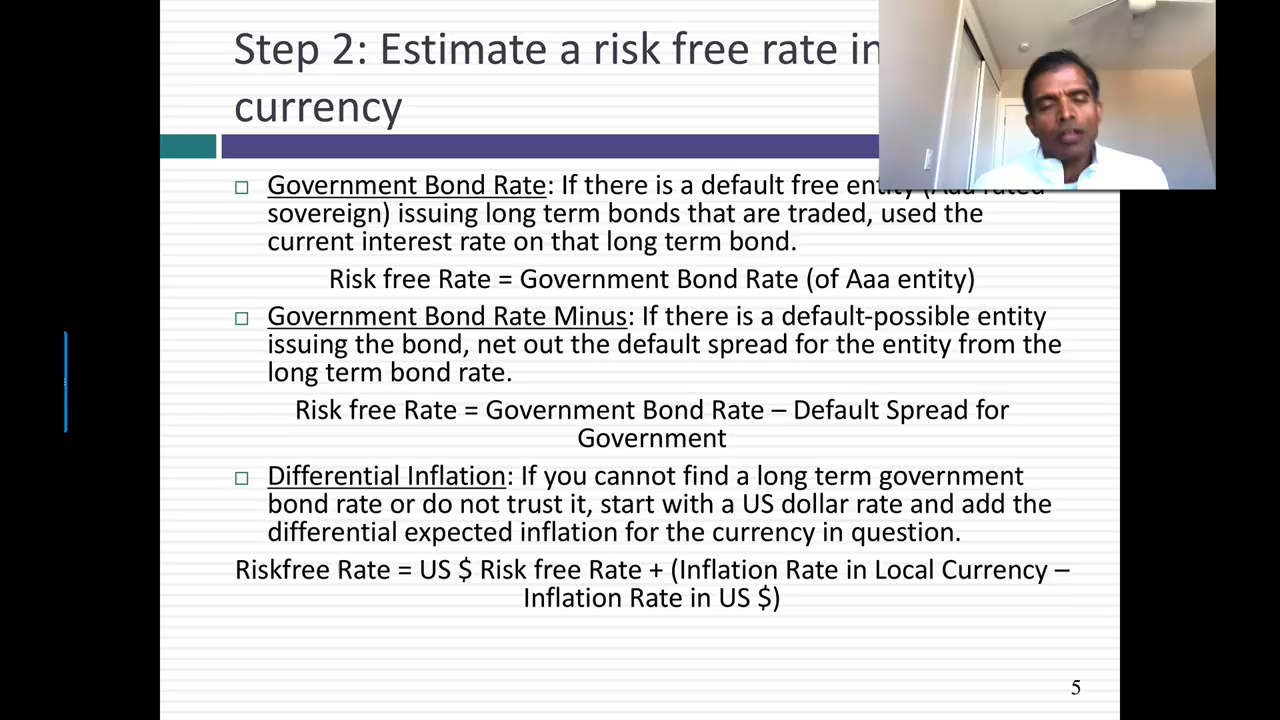 Step 2: Estimate a risk free rate in
currency
□ Government Bond Rate: If there is a default free entity (Aaa rated
sovereign) issuing long term bonds that are traded, used the
current interest rate on that long term bond.
Risk free Rate = Government Bond Rate (of Aaa entity)
□ Government Bond Rate Minus: If there is a default-possible entity
issuing the bond, net out the default spread for the entity from the
long term bond rate.
Risk free Rate = Government Bond Rate – Default Spread for
Government
□ Differential Inflation: If you cannot find a long term government
bond rate or do not trust it, start with a US dollar rate and add the
differential expected inflation for the currency in question.
Riskfree Rate = US $ Risk free Rate + (Inflation Rate in Local Currency –
Inflation Rate in US $)
5